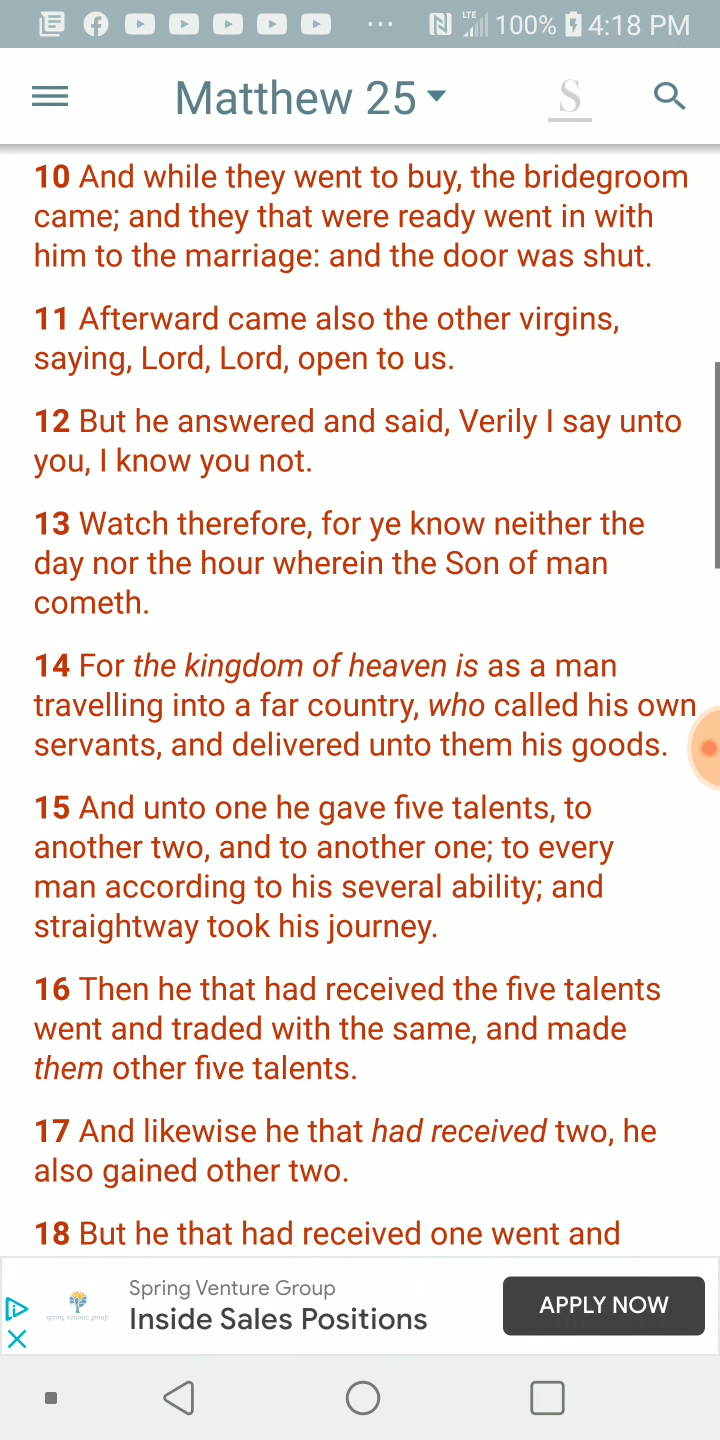 LTE 100% 4:18 PM
Matthew 25 S
10 And while they went to buy, the bridegroom
came; and they that were ready went in with
him to the marriage: and the door was shut.
11 Afterward came also the other virgins,
saying, Lord, Lord, open to us.
12 But he answered and said, Verily I say unto
you, I know you not.
13 Watch therefore, for ye know neither the
day nor the hour wherein the Son of man
cometh.
14 For the kingdom of heaven is as a man
travelling into a far country, who called his own
servants, and delivered unto them his goods.
15 And unto one he gave five talents, to
another two, and to another one; to every
man according to his several ability; and
straightway took his journey.
16 Then he that had received the five talents
went and traded with the same, and made
them other five talents.
17 And likewise he that had received two, he
also gained other two.
18 But he that had received one went and
Spring Venture Group
Inside Sales Positions
spring venture group
APPLY NOW